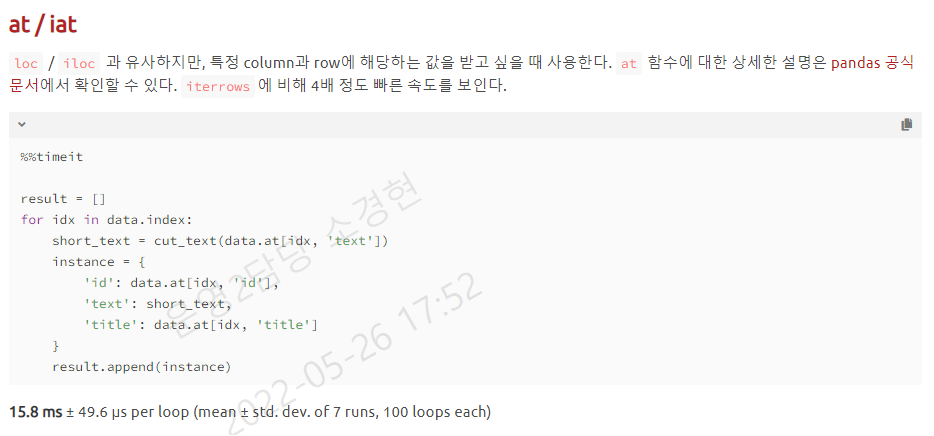 at / iat
loc / iloc 과 유사하지만, 특정 column과 row에 해당하는 값을 받고 싶을 때 사용한다. at 함수에 대한 상세한 설명은 pandas 공식
문서에서 확인할 수 있다. iterrows 에 비해 4배 정도 빠른 속도를 보인다.
%%timeit
result = []
for idx in data.index:
    short_text = cut_text(data.at[idx, 'text'])
    instance = {
        'id': data.at[idx, 'id'],
        'text': short_text,
        'title': data.at[idx, 'title']
    }
    result.append(instance)
운영2담당 소경현
2022-05-26 17:52
15.8 ms ± 49.6 µs per loop (mean ± std. dev. of 7 runs, 100 loops each)